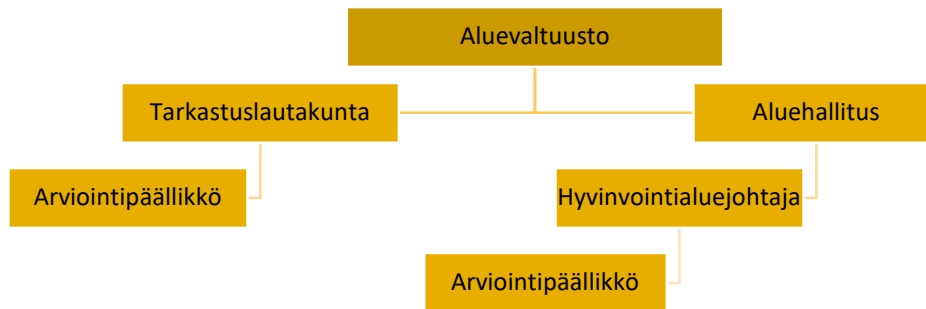 Aluevaltuusto
Tarkastuslautakunta
Aluehallitus
Arviointipäällikkö
Hyvinvointialuejohtaja
Arviointipäällikkö